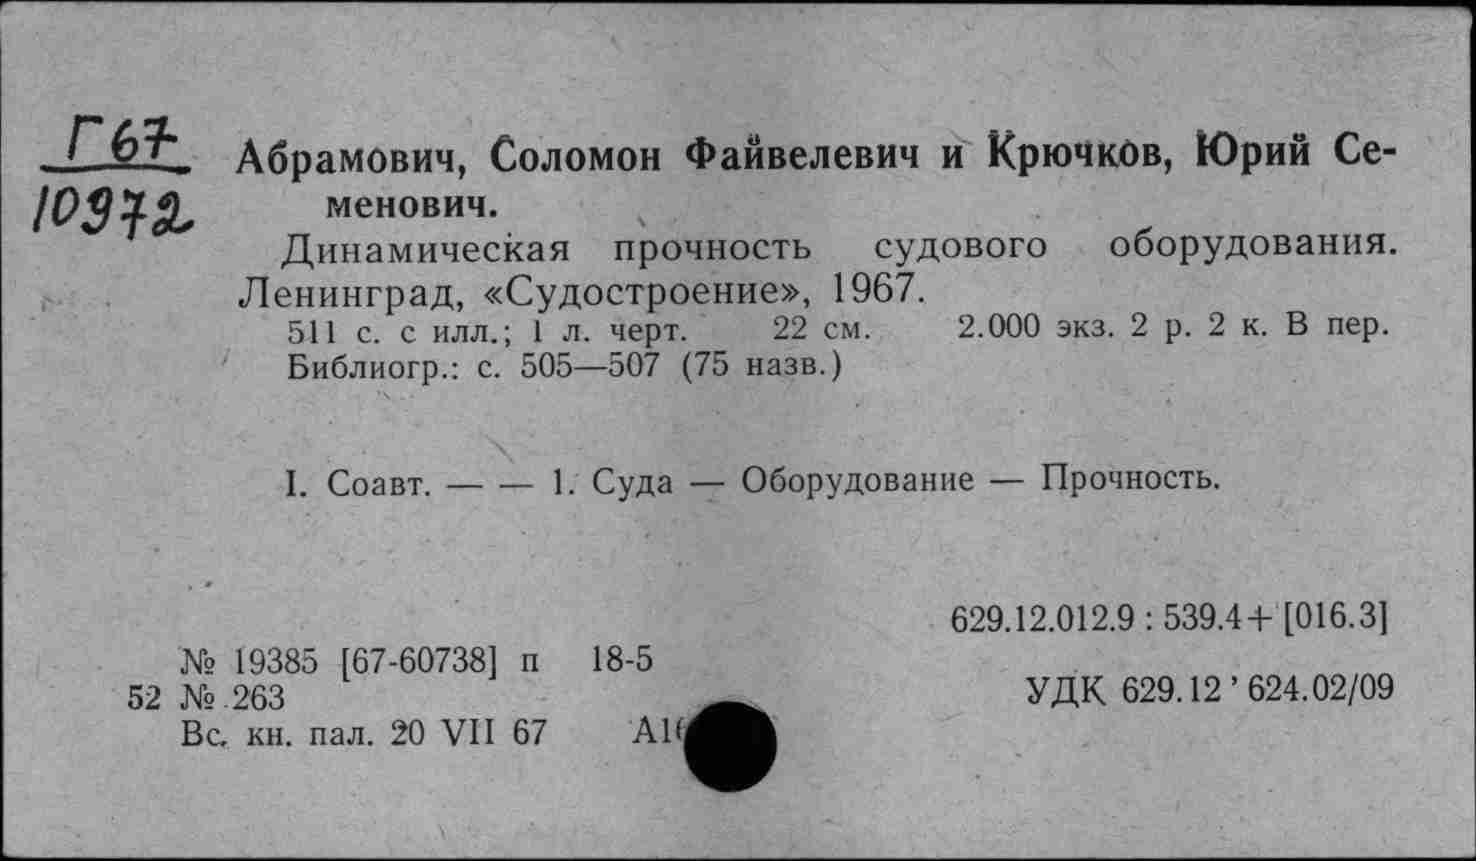 Г67
10972
Абрамович, Соломон Файвелевич и Крючков, Юрий Се-
менович.
Динамическая прочность судового оборудования.
Ленинград, «Судостроение», 1967.
511 с. с илл.; 1 л. черт. 22 см. 2.000 экз. 2 р. 2 к. В пер.
Библиогр.: с. 505—507 (75 назв.)
I. Соавт. — — 1. Суда — Оборудование — Прочность.
629.12.012.9 : 539.4+[016.3]
№ 19385 [67-60738] п 18-5
52 № 263
УДК 629.12’624.02/09
Вс. кн. пал. 20 VII 67